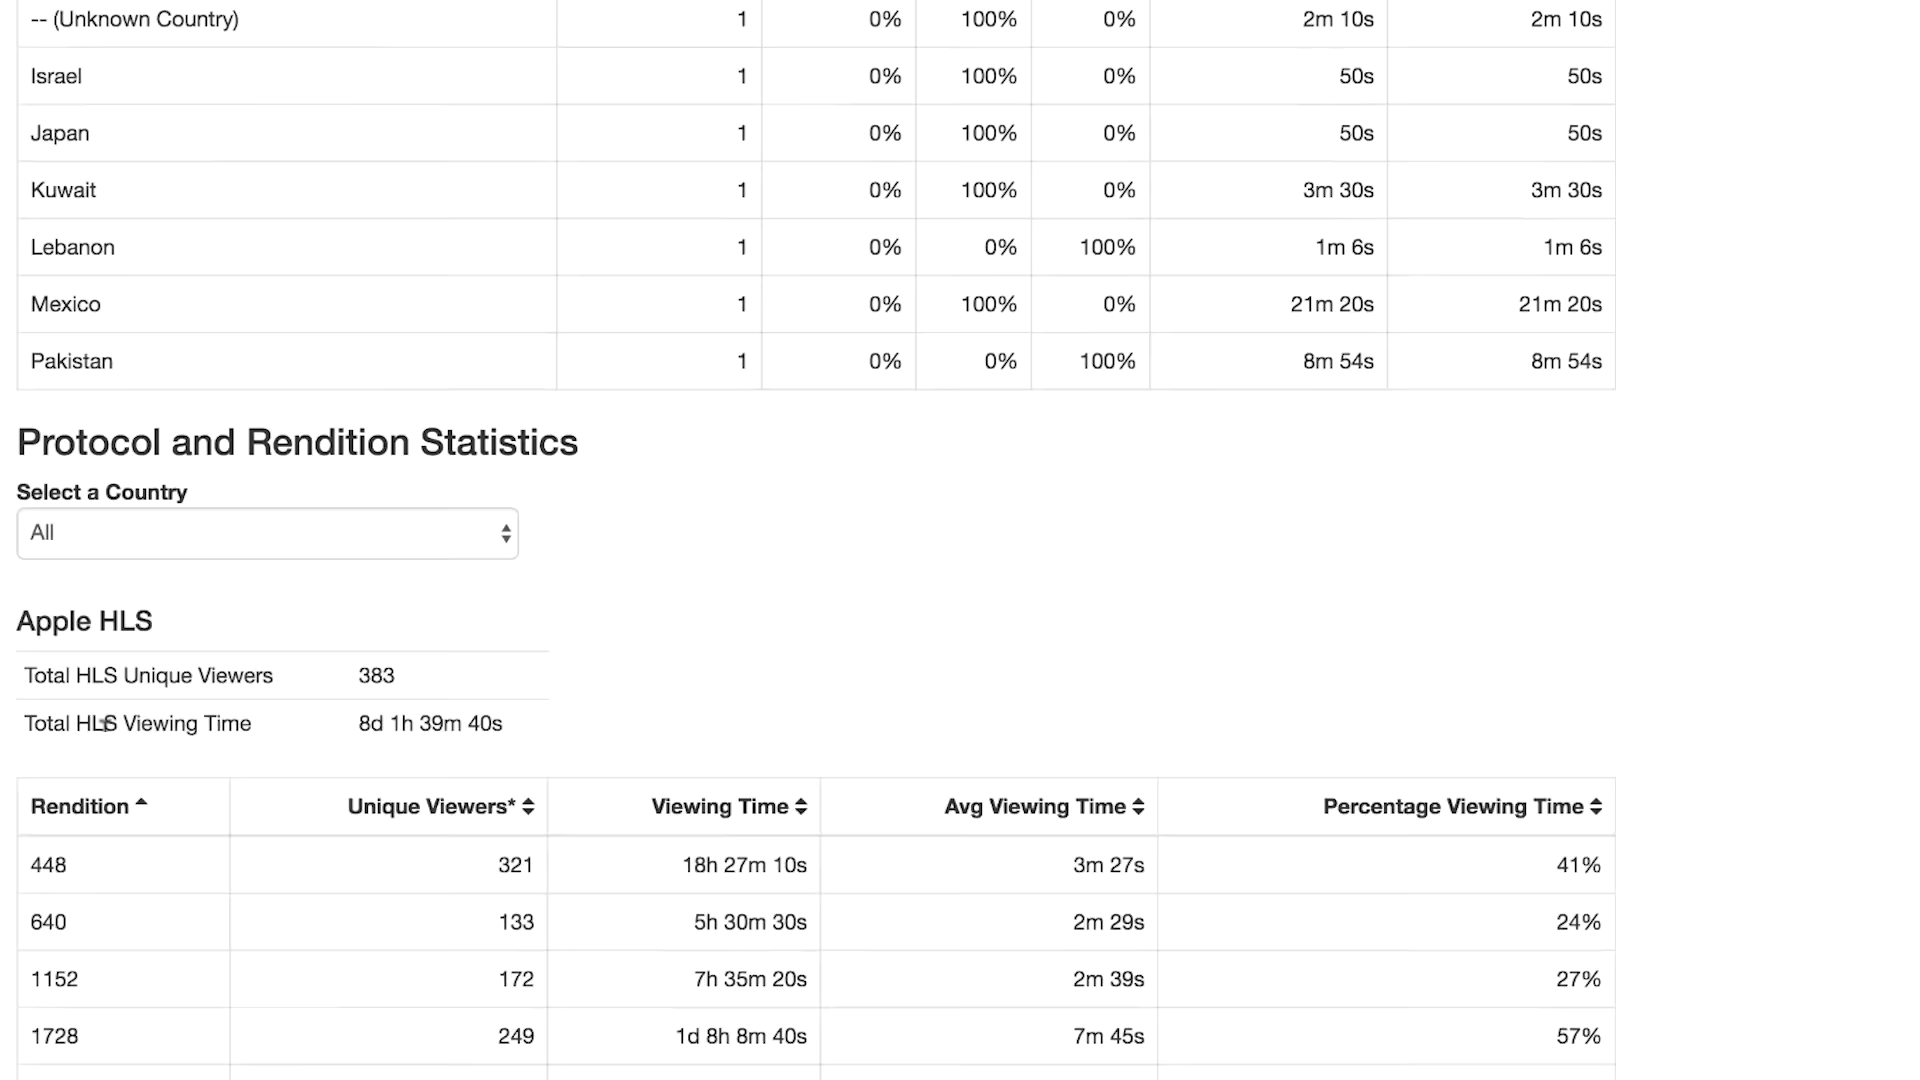 -- (Unknown Country) 1 0% 100% 0% 2m 10s 2m 10s
Israel 1 0% 100% 0% 50s 50s
Japan 1 0% 100% 0% 50s 50s
Kuwait 1 0% 100% 0% 3m 30s 3m 30s
Lebanon 1 0% 0% 100% 1m 6s 1m 6s
Mexico 1 0% 100% 0% 21m 20s 21m 20s
Pakistan 1 0% 0% 100% 8m 54s 8m 54s
Protocol and Rendition Statistics
Select a Country
All
Apple HLS
Total HLS Unique Viewers 383
Total HLS Viewing Time 8d 1h 39m 40s
Rendition Unique Viewers* Viewing Time Avg Viewing Time Percentage Viewing Time
448 321 18h 27m 10s 3m 27s 41%
640 133 5h 30m 30s 2m 29s 24%
1152 172 7h 35m 20s 2m 39s 27%
1728 249 1d 8h 8m 40s 7m 45s 57%